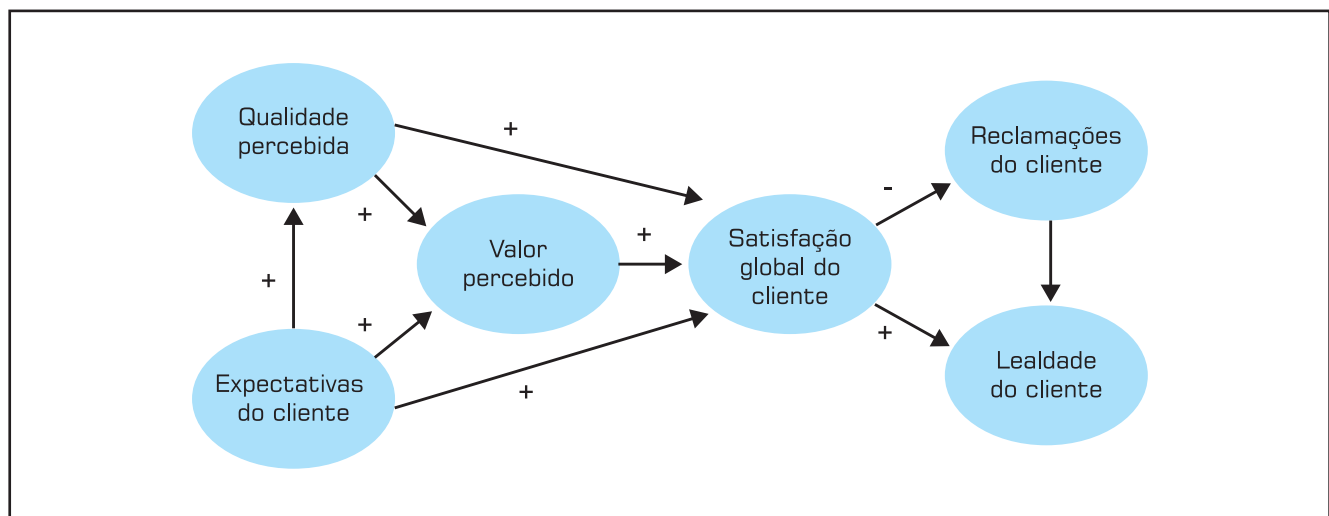 Qualidade
percebida
+
+
+
Valor
percebido
+
+
Expectativas
do cliente
+
Satisfação
global do
cliente
-
+
Reclamações
do cliente
Lealdade
do cliente